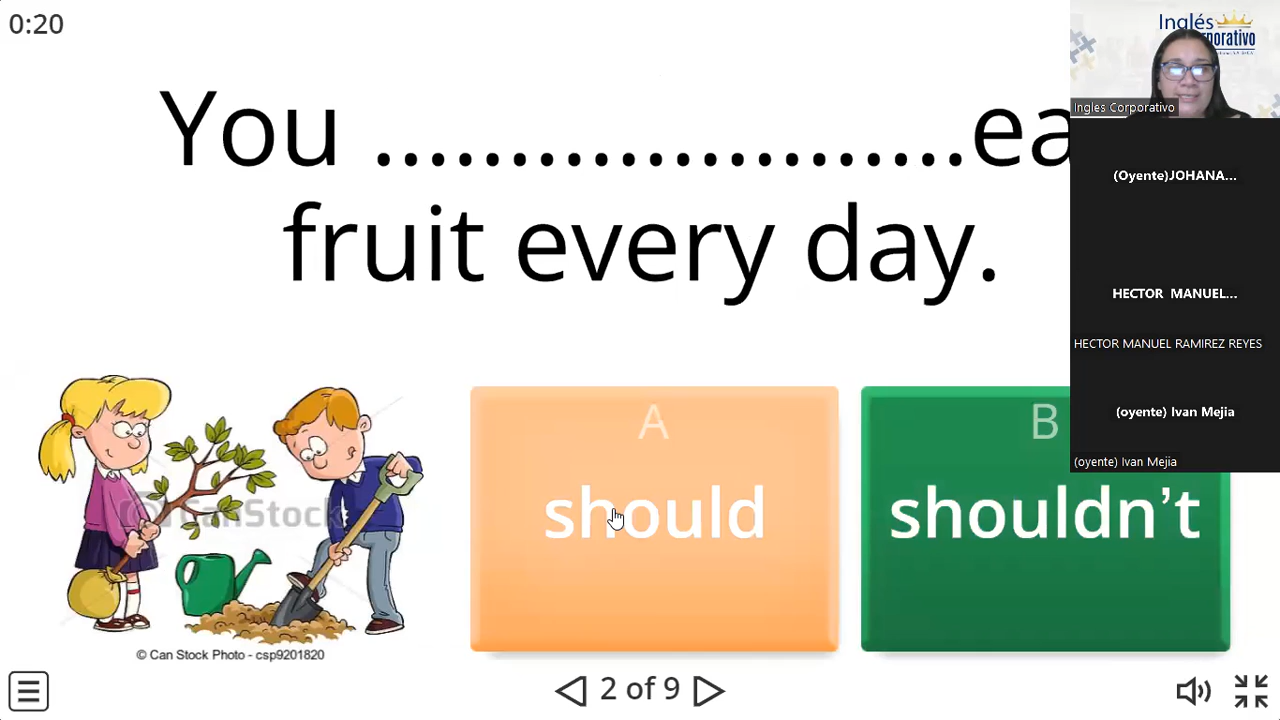 0:20
You ......................ea
fruit every day.
Inglés
Ingles Corporativo
(Oyente)JOHANA...
HECTOR MANUEL...
HECTOR MANUEL RAMIREZ REYES
(oyente) Ivan Mejia
(oyente) Ivan Mejia
A
should
B
shouldn't
© Can Stock Photo - csp9201820
2 of 9